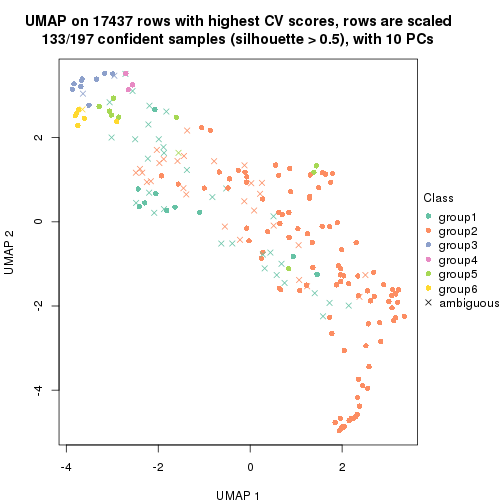 UMAP on 17437 rows with highest CV scores, rows are scaled
133/197 confident samples (silhouette > 0.5), with 10 PCs
2
0
-2
-4
UMAP 2
-4
-2
0
2
UMAP 1
Class
group1
group2
group3
group4
group5
group6
ambiguous